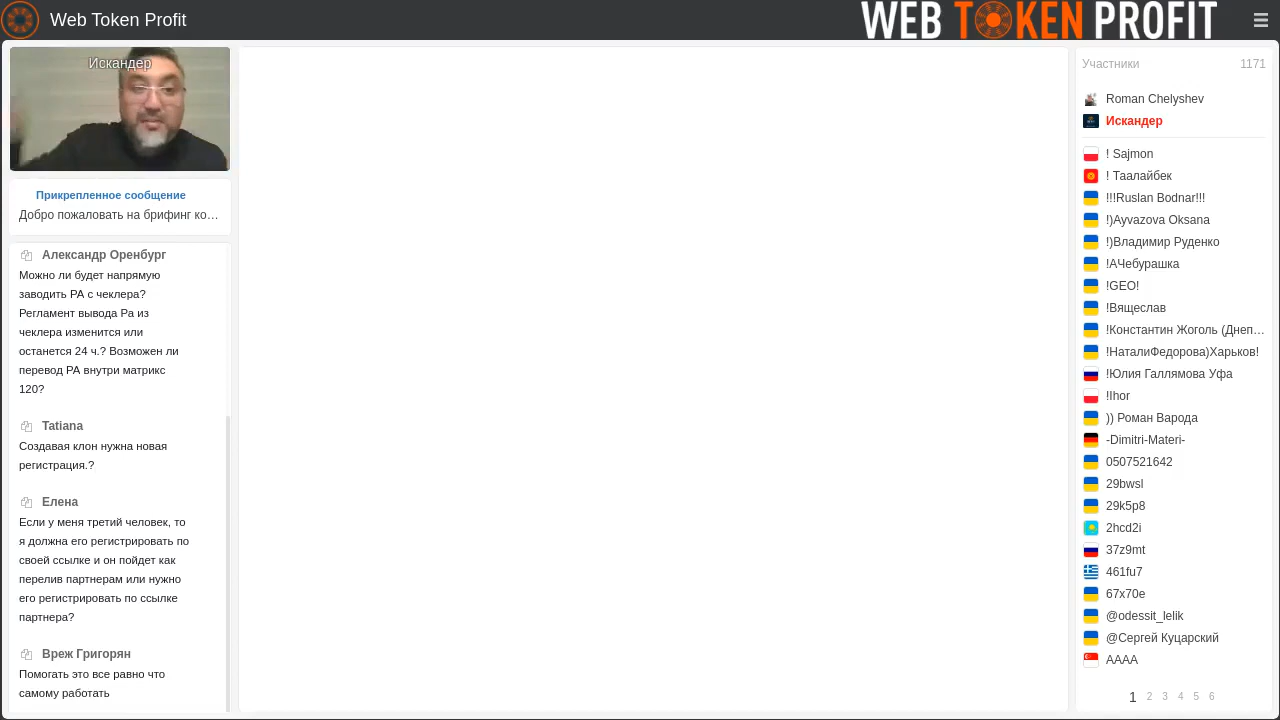 Web Token Profit
WEB TOKEN PROFIT
Искандер
Прикрепленное сообщение
Добро пожаловать на брифинг ко…
Александр Оренбург
Можно ли будет напрямую
заводить РА с чеклера?
Регламент вывода Ра из
чеклера изменится или
останется 24 ч.? Возможен ли
перевод РА внутри матрикс
120?
Tatiana
Создавая клон нужна новая
регистрация.?
Елена
Если у меня третий человек, то
я должна его регистрировать по
своей ссылке и он пойдет как
перелив партнерам или нужно
его регистрировать по ссылке
партнера?
Вреж Григорян
Помогать это все равно что
самому работать
Участники 1171
Roman Chelyshev
Искандер
! Sajmon
! Таалайбек
!!!Ruslan Bodnar!!!
!)Ayvazova Oksana
!)Владимир Руденко
!АЧебурашка
!GEO!
!Вящеслав
!Константин Жоголь (Днеп…
!НаталиФедорова)Харьков!
!Юлия Галлямова Уфа
!Ihor
)) Роман Варода
-Dimitri-Materi-
0507521642
29bwsl
29k5p8
2hcd2i
37z9mt
461fu7
67x70e
@odessit_lelik
@Сергей Куцарский
AAAA
1 2 3 4 5 6